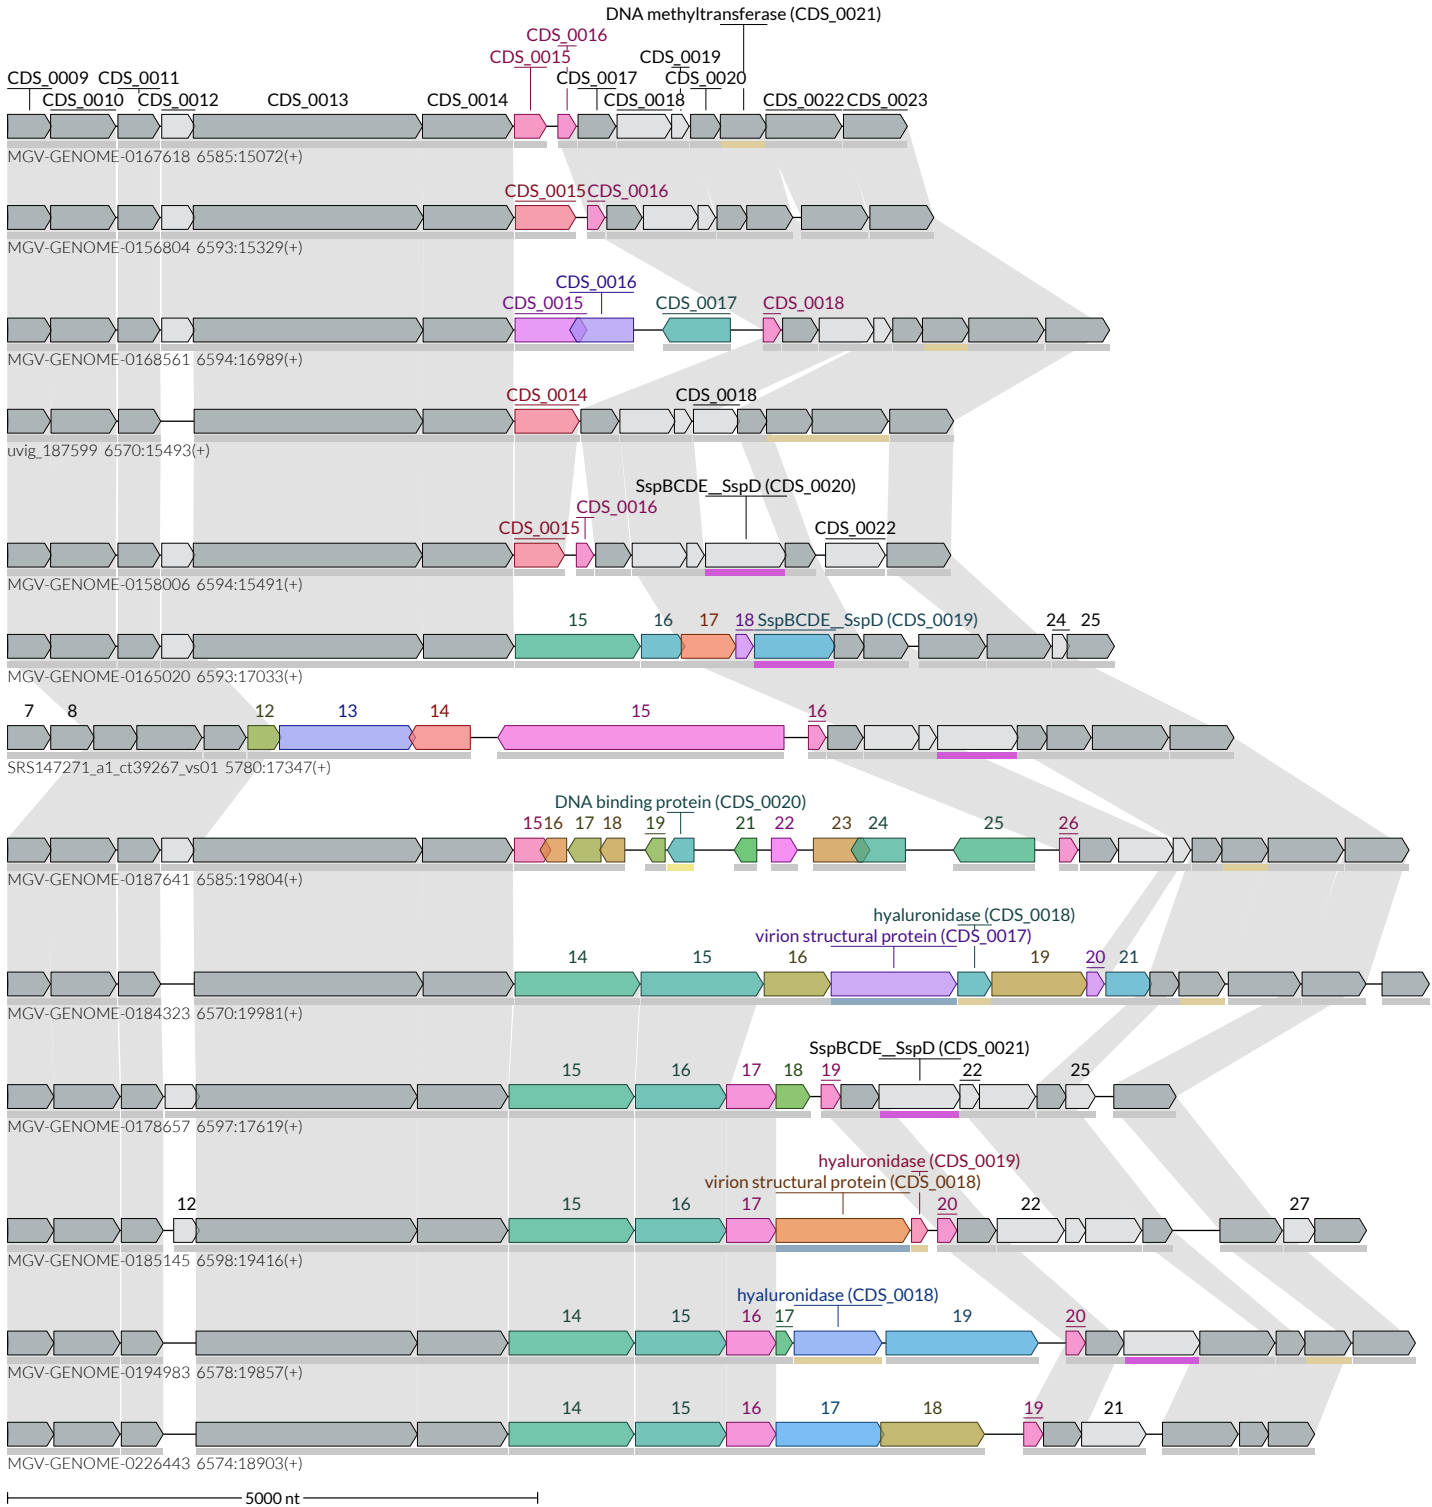 DNA methyltransferase (CDS_0021)
CDS_0016
CDS_0015 CDS_0019
CDS_0009 CDS_0011 CDS_0017 CDS_0020
CDS_0010 CDS_0012 CDS_0013 CDS_0014 CDS_0018 CDS_0022 CDS_0023
MGV-GENOME-0167618 6585:15072(+)
CDS_0015 CDS_0016
MGV-GENOME-0156804 6593:15329(+)
CDS_0016
CDS_0015 CDS_0017 CDS_0018
MGV-GENOME-0168561 6594:16989(+)
CDS_0014 CDS_0018
uvig_187599 6570:15493(+)
SspBCDE__SspD (CDS_0020)
CDS_0016
CDS_0015 CDS_0022
MGV-GENOME-0158006 6594:15491(+)
15 16 17 18 SspBCDE__SspD (CDS_0019) 24 25
MGV-GENOME-0165020 6593:17033(+)
7 8 12 13 14 15 16
SRS147271_a1_ct39267_vs01 5780:17347(+)
DNA binding protein (CDS_0020)
15 16 17 18 19 21 22 23 24 25 26
MGV-GENOME-0187641 6585:19804(+)
hyaluronidase (CDS_0018)
virion structural protein (CDS_0017)
14 15 16 19 20 21
MGV-GENOME-0184323 6570:19981(+)
SspBCDE__SspD (CDS_0021)
15 16 17 18 19 22 25
MGV-GENOME-0178657 6597:17619(+)
hyaluronidase (CDS_0019)
virion structural protein (CDS_0018)
12 15 16 17 20 22 27
MGV-GENOME-0185145 6598:19416(+)
hyaluronidase (CDS_0018)
14 15 16 17 19 20
MGV-GENOME-0194983 6578:19857(+)
14 15 16 17 18 19 21
MGV-GENOME-0226443 6574:18903(+)
5000 nt